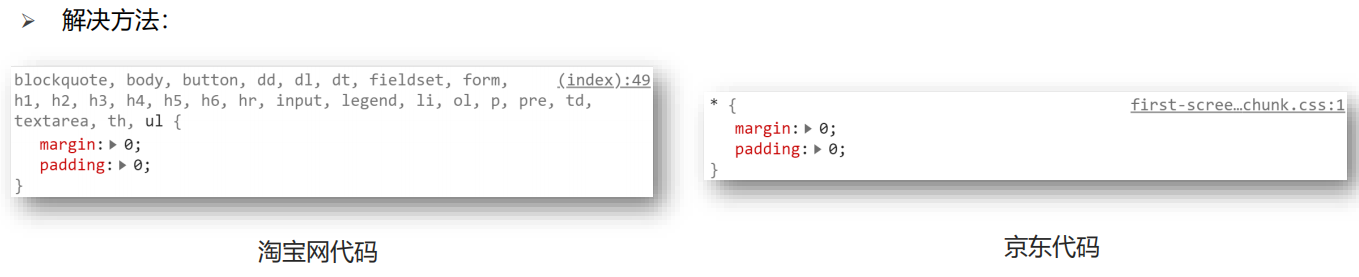 ➢ 解决方法：
blockquote, body, button, dd, dl, dt, fieldset, form, (index):49
h1, h2, h3, h4, h5, h6, hr, input, legend, li, ol, p, pre, td,
textarea, th, ul {
margin:▶ 0;
padding:▶ 0;
}
淘宝网代码
* { first-scree…chunk.css:1
margin:▶ 0;
padding:▶ 0;
}
京东代码